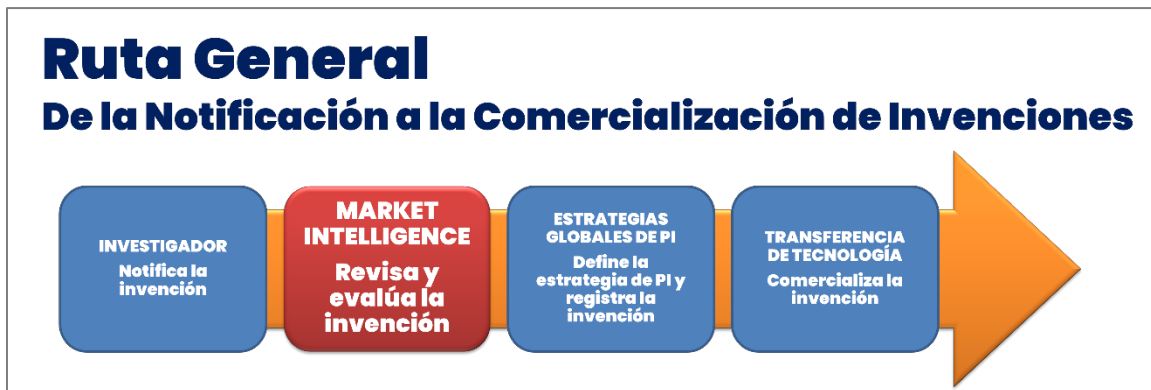 Ruta General
De la Notificación a la Comercialización de Invenciones
INVESTIGADOR
Notifica la
invención
MARKET
INTELLIGENCE
Revisa y
evalúa la
invención
ESTRATEGIAS
GLOBALES DE PI
Define la
estrategia de PI y
registra la
invención
TRANSFERENCIA
DE TECNOLOGÍA
Comercializa la
invención